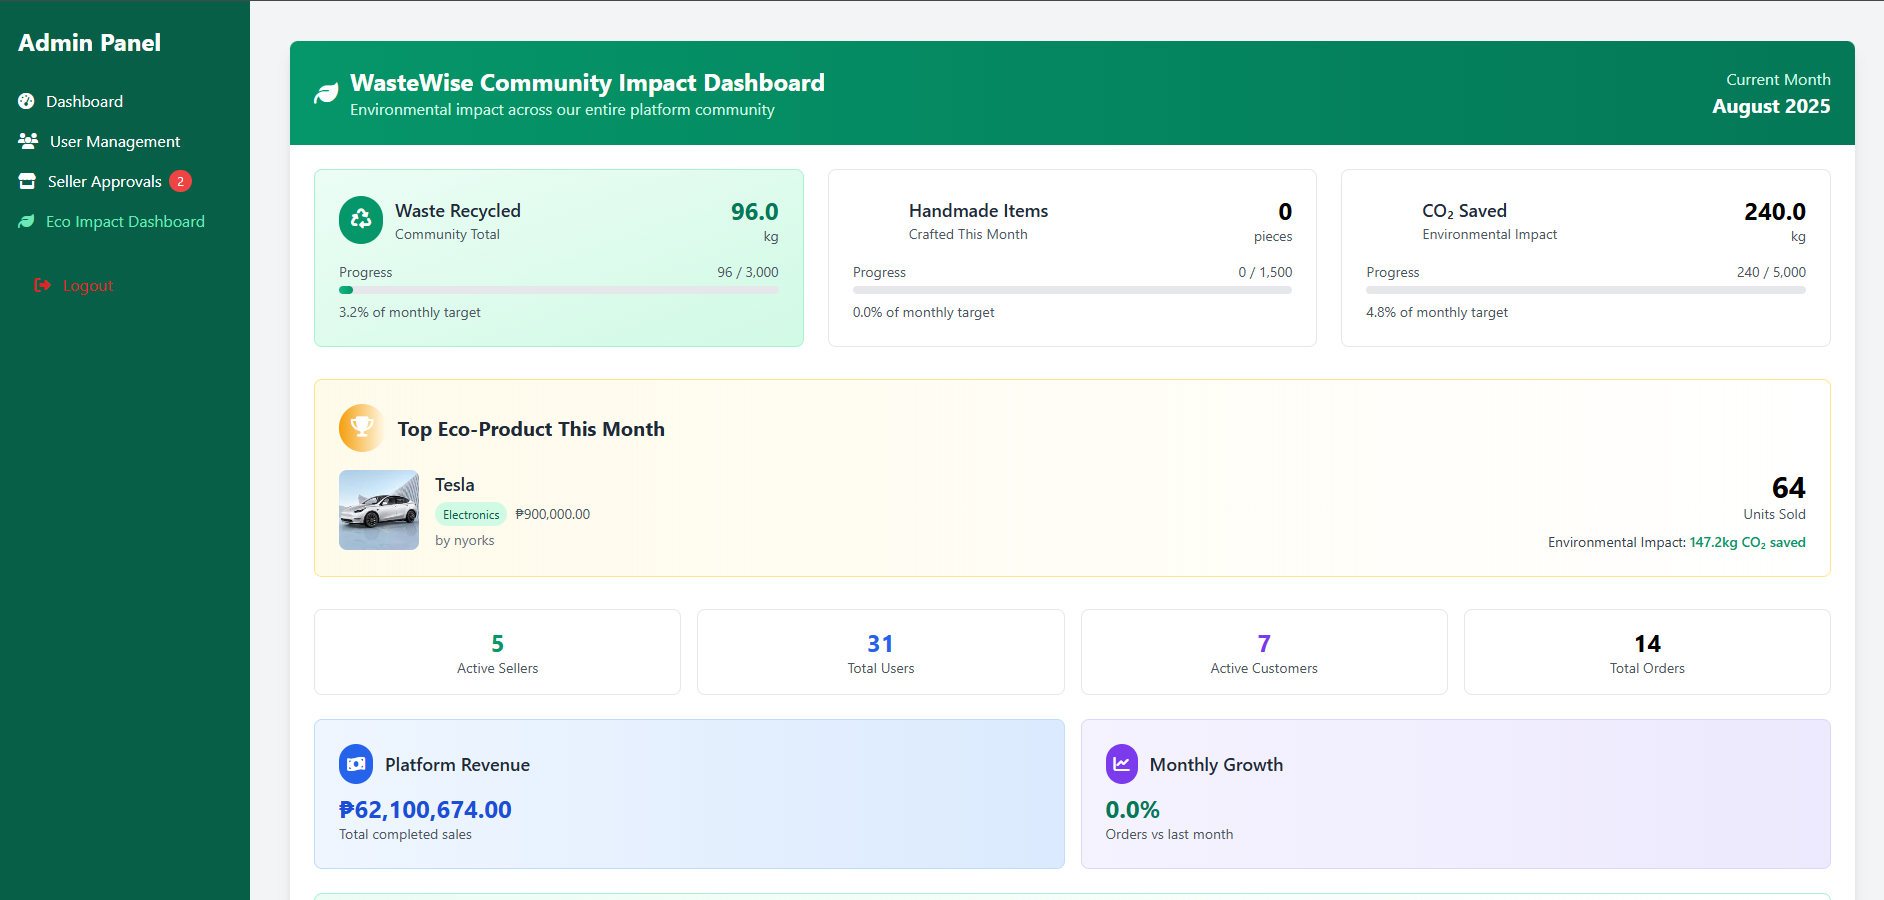 Admin Panel
Dashboard
User Management
Seller Approvals 2
Eco Impact Dashboard
Logout
WasteWise Community Impact Dashboard
Environmental impact across our entire platform community
Current Month
August 2025
Waste Recycled
Community Total
96.0
kg
Progress 96 / 3,000
3.2% of monthly target
Handmade Items
Crafted This Month
0
pieces
Progress 0 / 1,500
0.0% of monthly target
CO₂ Saved
Environmental Impact
240.0
kg
Progress 240 / 5,000
4.8% of monthly target
Top Eco-Product This Month
Tesla
Electronics ₱900,000.00
by nyorks
64
Units Sold
Environmental Impact: 147.2kg CO₂ saved
5
Active Sellers
31
Total Users
7
Active Customers
14
Total Orders
Platform Revenue
₱62,100,674.00
Total completed sales
Monthly Growth
0.0%
Orders vs last month